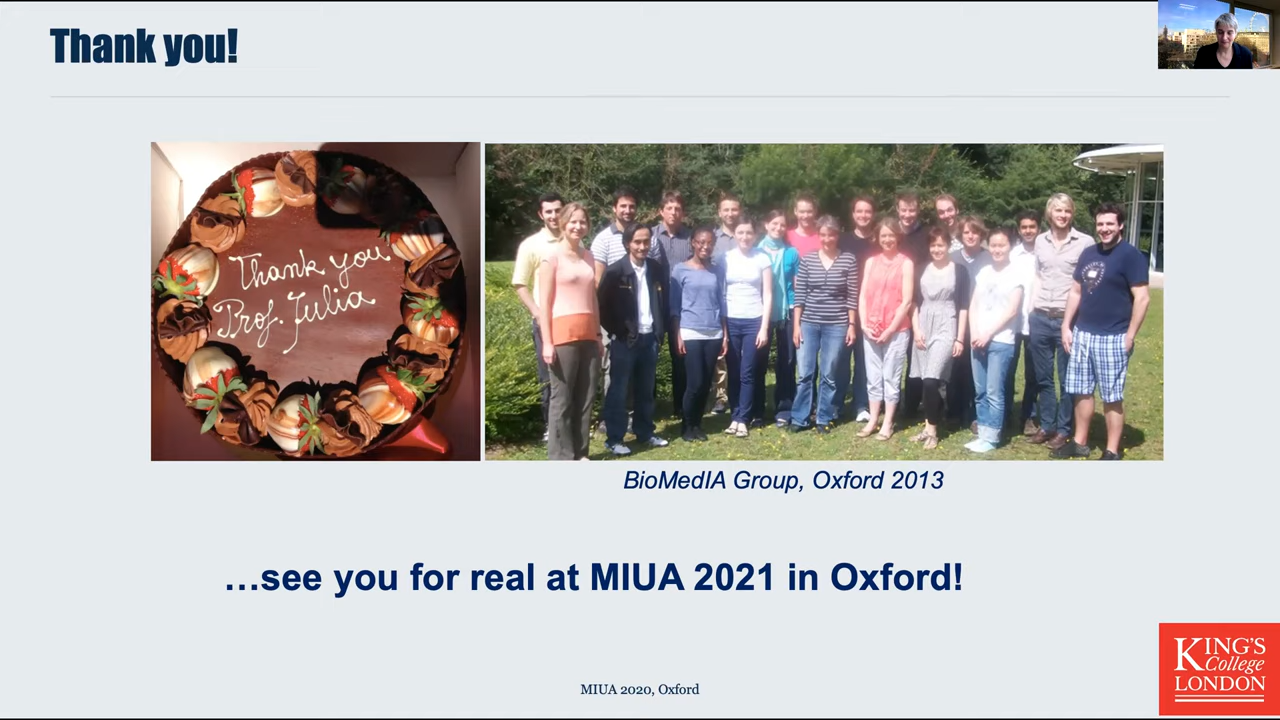 Thank you!
Thank you
Prof. Julia
BioMedIA Group, Oxford 2013
…see you for real at MIUA 2021 in Oxford!
MIUA 2020, Oxford
KING'S
College
LONDON